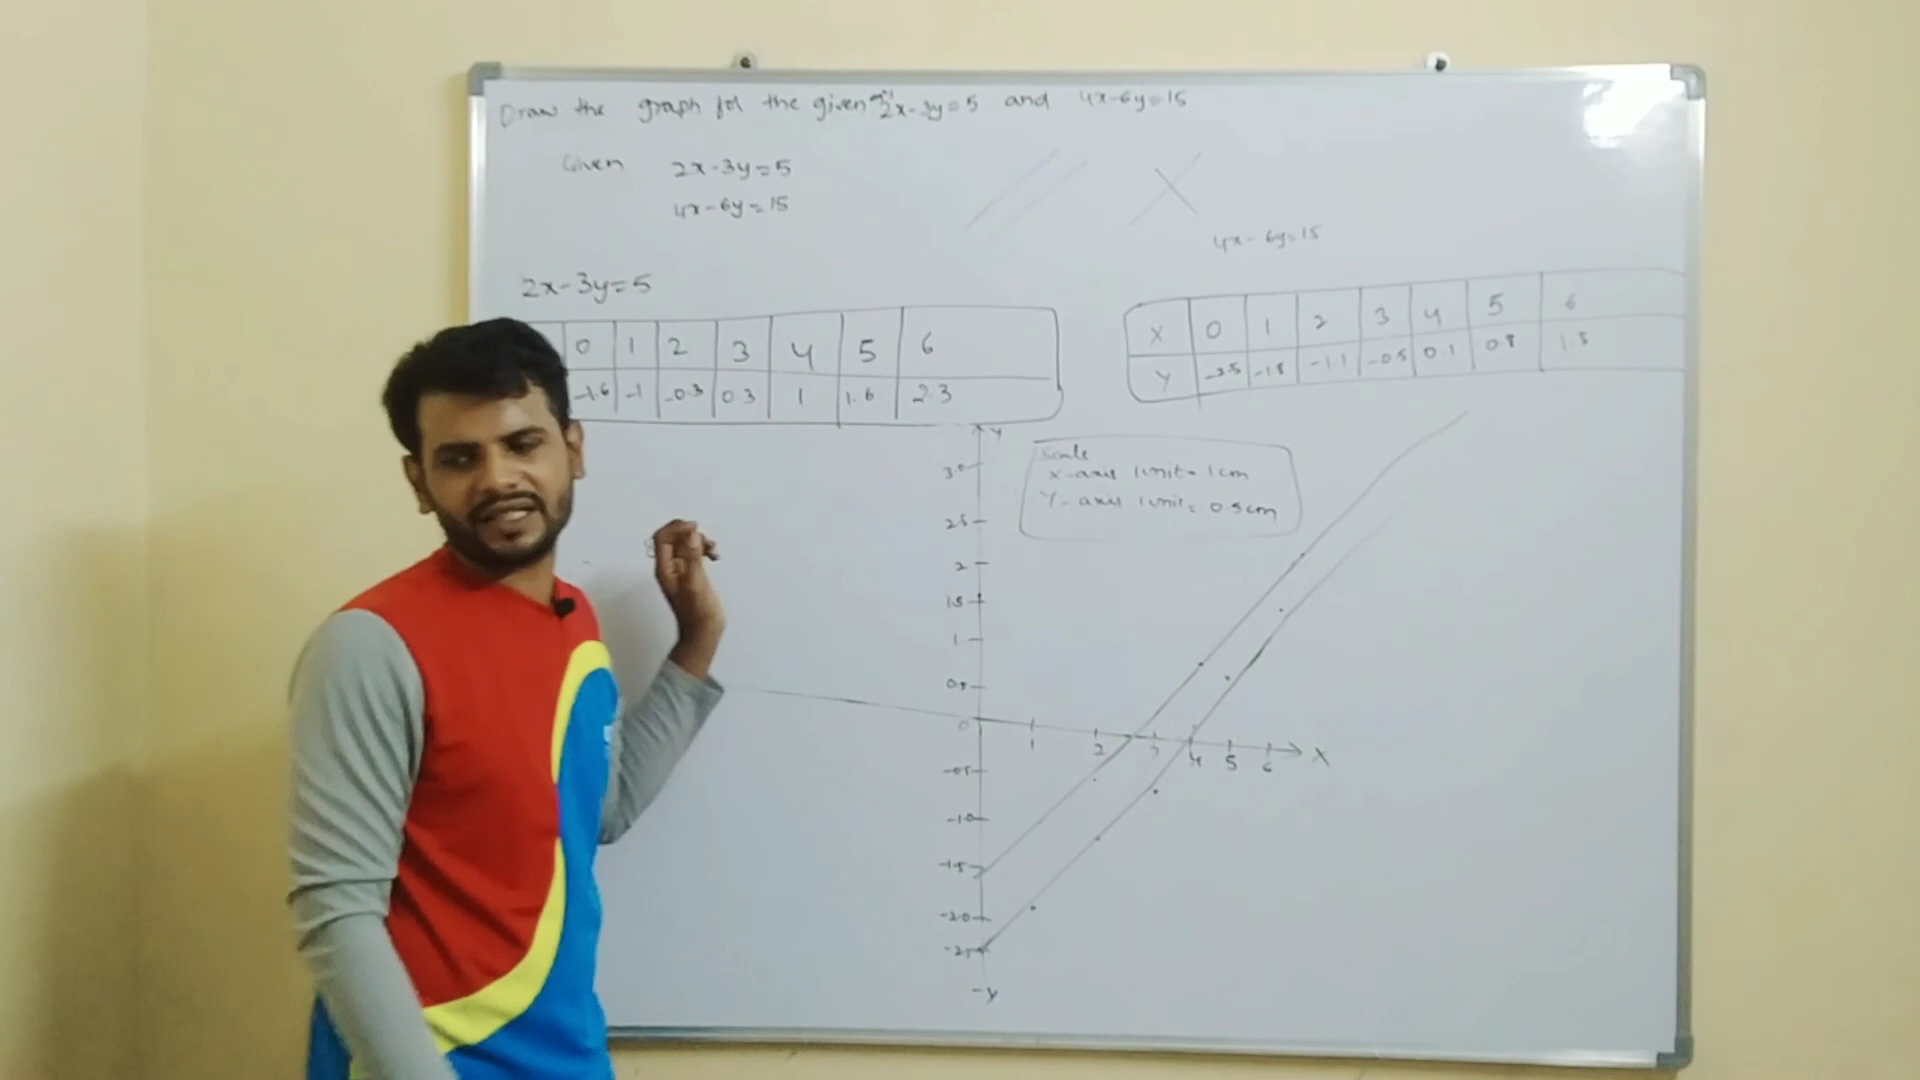 Draw the graph for the given 2x-3y=5 and 4x-6y=15
Given 2x-3y=5
4x-6y=15
4x-6y=15
2x-3y=5
0 1 2 3 4 5 6
-1.6 -1 -0.3 0.3 1 1.6 2.3
X 0 1 2 3 4 5 6
Y -2.5 -1.8 -1.1 -0.5 0.1 0.8 1.5
Scale
X-axis 1unit= 1cm
Y-axis 1unit= 0.5cm
Y
3.0
2.5
2
1.5
1
0.5
0
1 2 3 4 5 6 X
-0.5
-1.0
-1.5
-2.0
-2.5
-Y